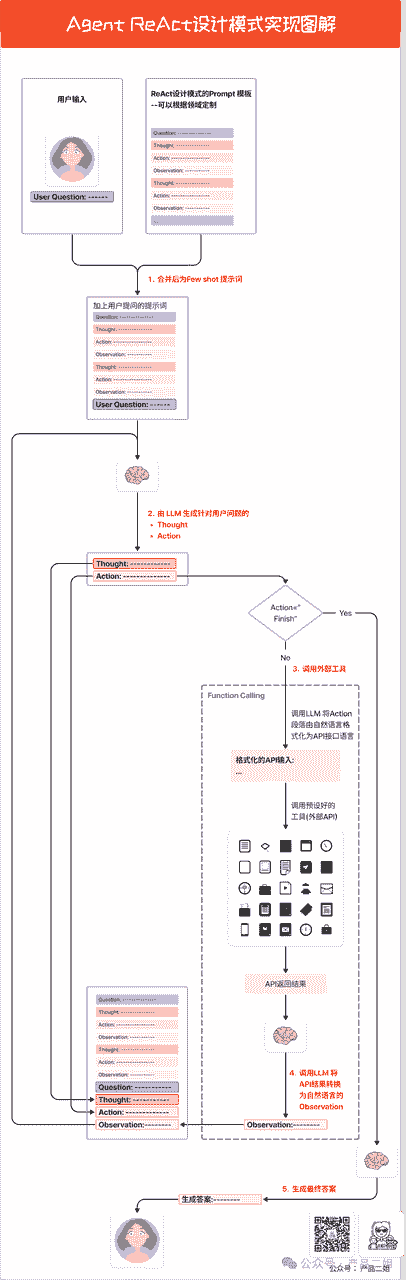 Agent ReAct设计模式实现图解
用户输入
User Question: ------
ReAct设计模式的Prompt 模板
--可以根据领域定制
Question: --------------
Thought: --------------
Action: --------------
Observation: --------------
Thought: --------------
Action: --------------
Observation: --------------
...
1. 合并后为Few shot 提示词
加上用户提问的提示词
Question: --------------
Thought: --------------
Action: --------------
Observation: --------------
Thought: --------------
Action: --------------
Observation: --------------
User Question: ------
2. 由 LLM 生成针对用户问题的
Thought
Action
Thought: ------------
Action: --------------
Action="
Finish"
Yes
No
3. 调用外部工具
Function Calling
调用LLM 将Action
段落由自然语言格
式化为API接口语言
格式化的API输入:
...
调用预设好的
工具(外部API)
API返回结果
4. 调用LLM 将
API结果转换
为自然语言的
Observation
Question: --------------
Thought: --------------
Action: --------------
Observation: --------------
Thought: --------------
Action: --------------
Observation: --------------
Question: ------------
Thought: ------------
Action: ------------
Observation: --------
Observation:--------
5. 生成最终答案
生成答案:--------
公众号 · 产品二姐
公众号: 产品二姐